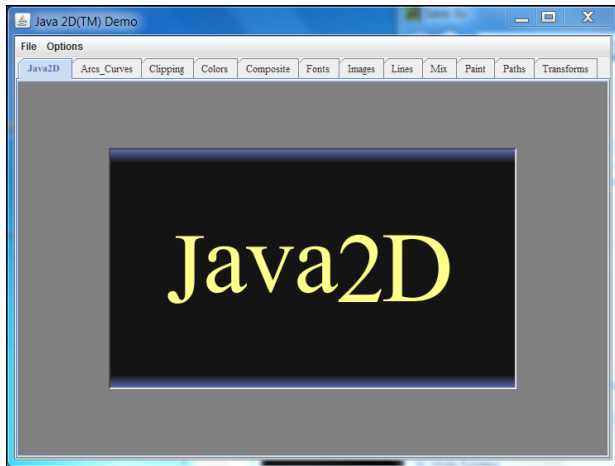 Java 2D(TM) Demo
File Options
Java2D Arcs_Curves Clipping Colors Composite Fonts Images Lines Mix Paint Paths Transforms
Java2D